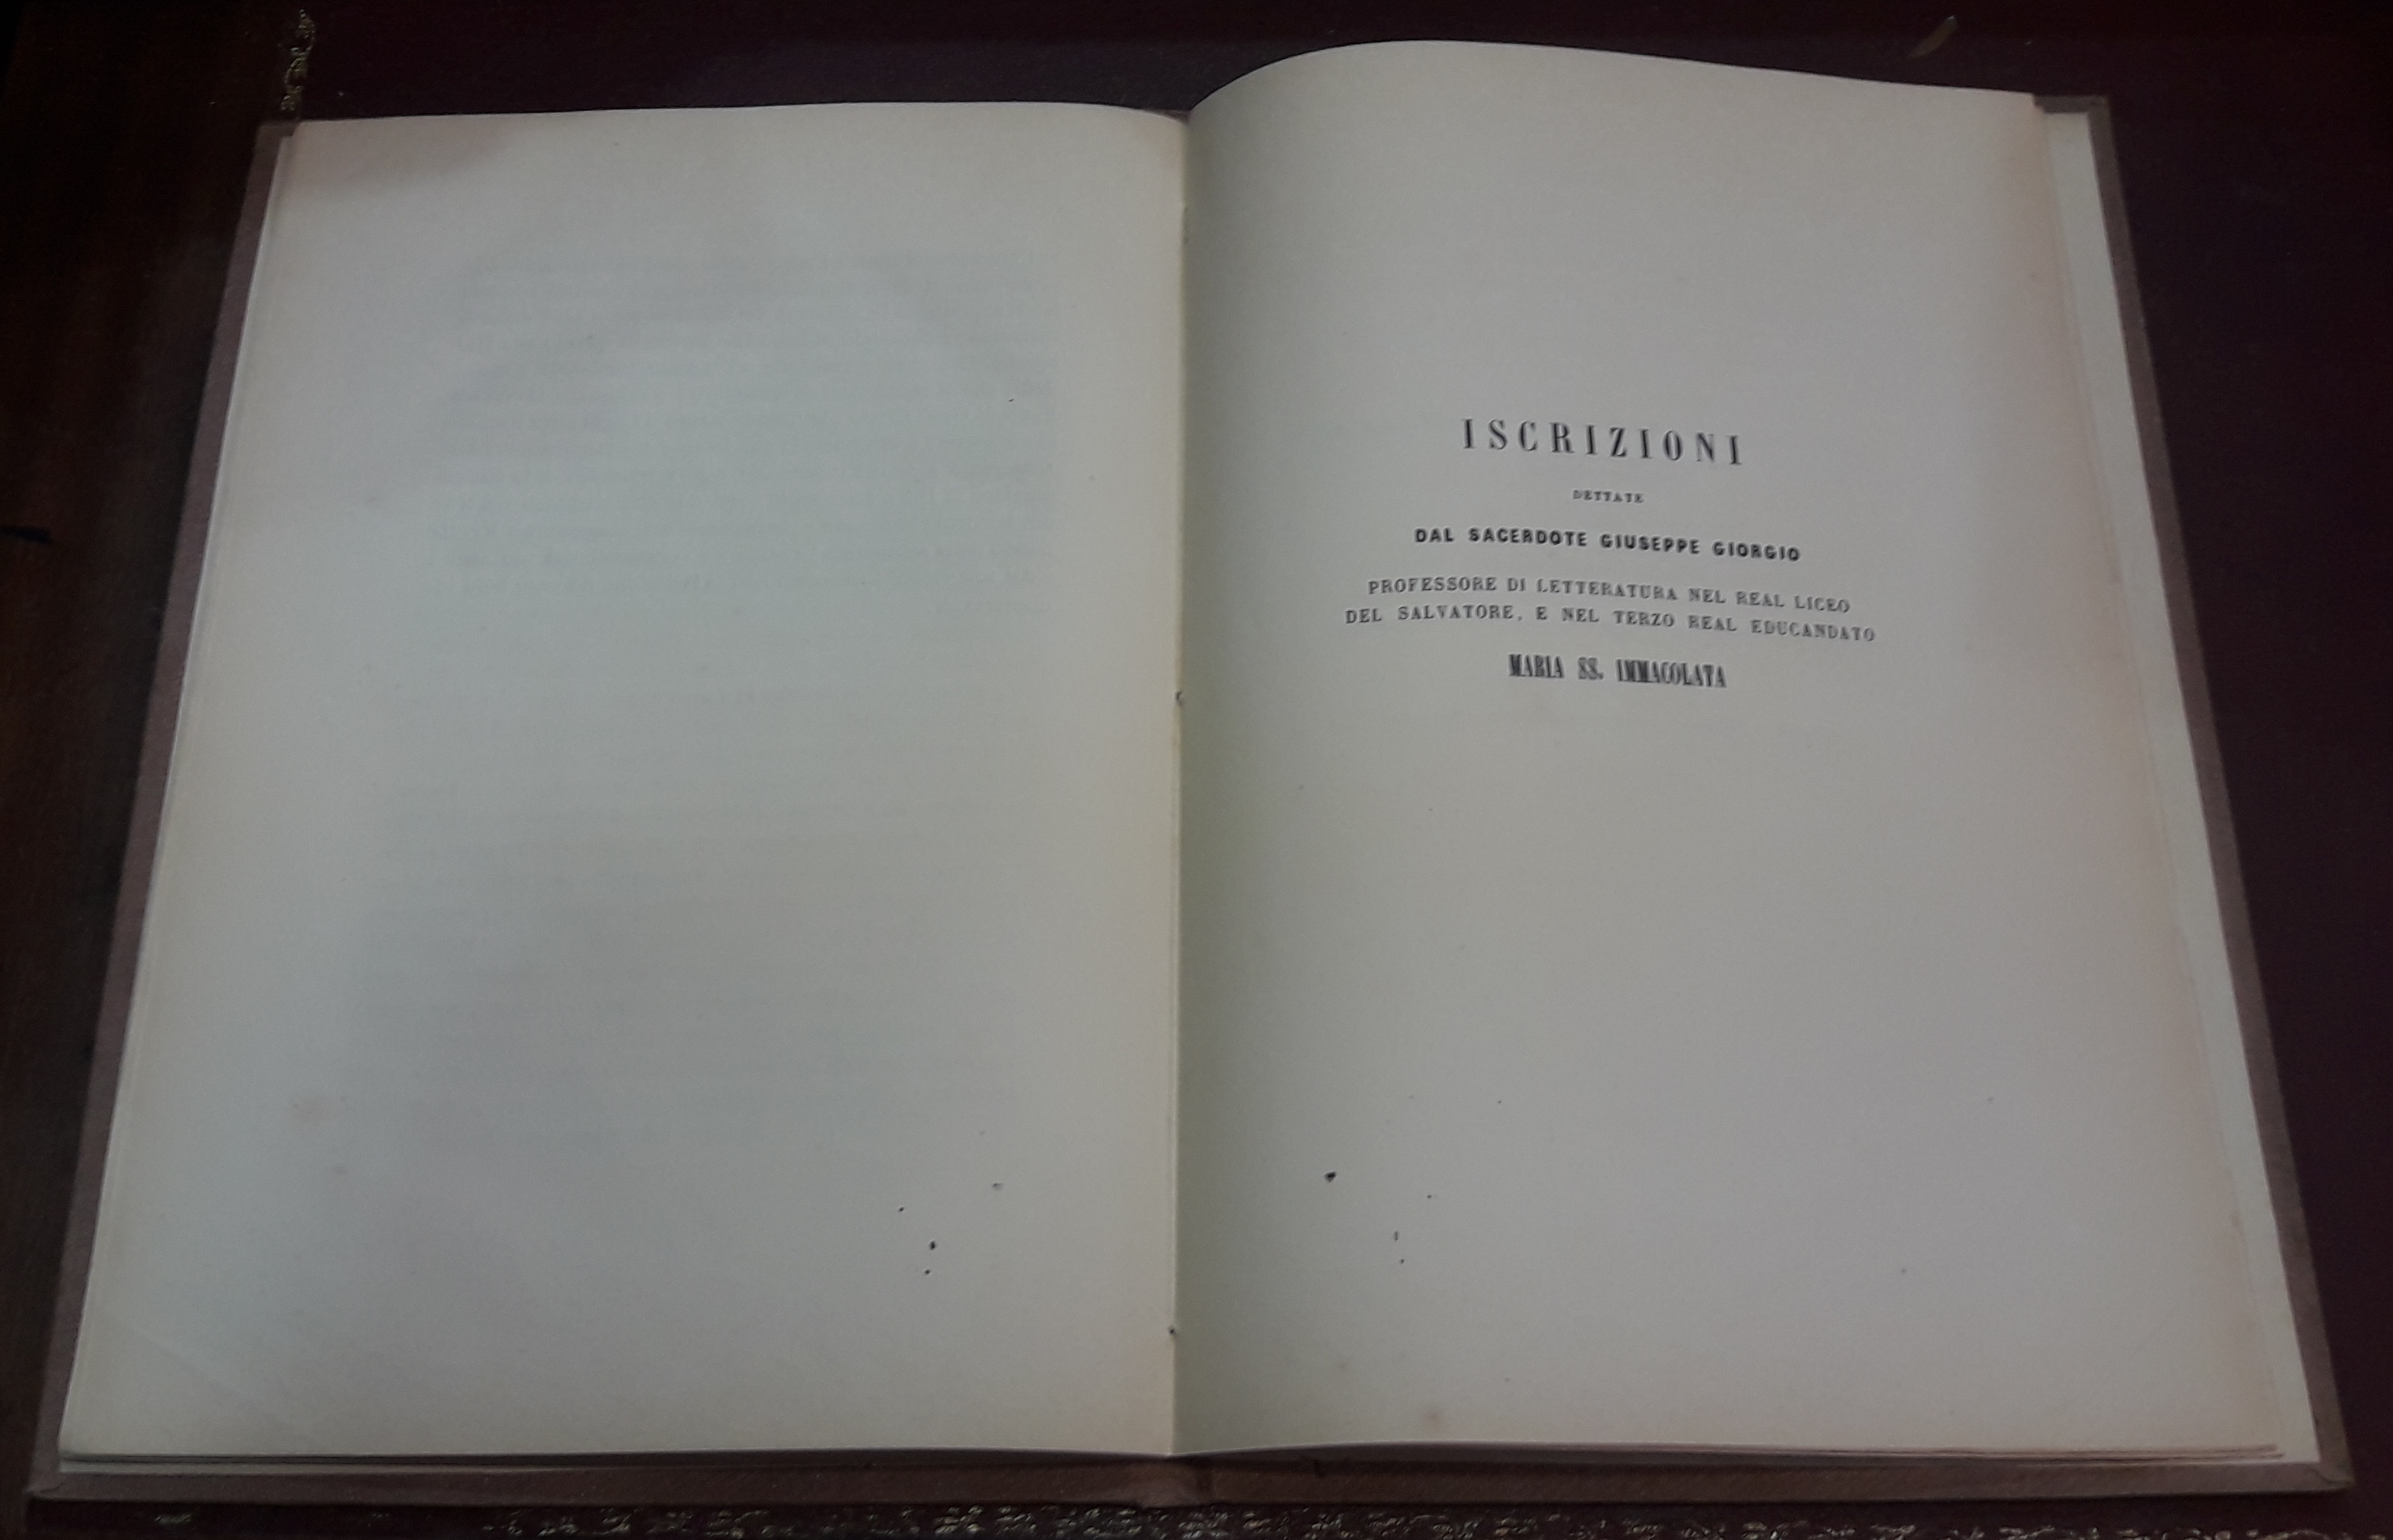 ISCRIZIONI
DETTATE
DAL SACERDOTE GIUSEPPE GIORGIO
PROFESSORE DI LETTERATURA NEL REAL LICEO
DEL SALVATORE, E NEL TERZO REAL EDUCANDATO
MARIA SS. IMMACOLATA